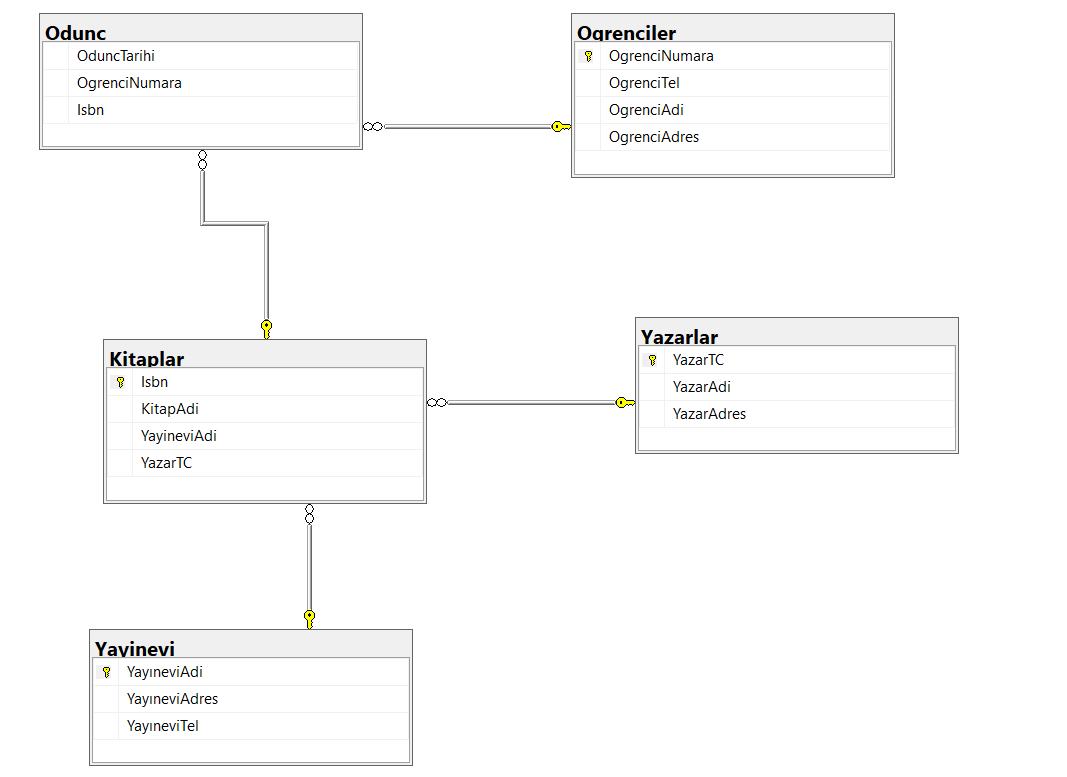 Odunc
OduncTarihi
OgrenciNumara
Isbn
Ogrenciler
OgrenciNumara
OgrenciTel
OgrenciAdi
OgrenciAdres
Kitaplar
Isbn
KitapAdi
YayineviAdi
YazarTC
Yazarlar
YazarTC
YazarAdi
YazarAdres
Yayinevi
YayıneviAdi
YayıneviAdres
YayıneviTel